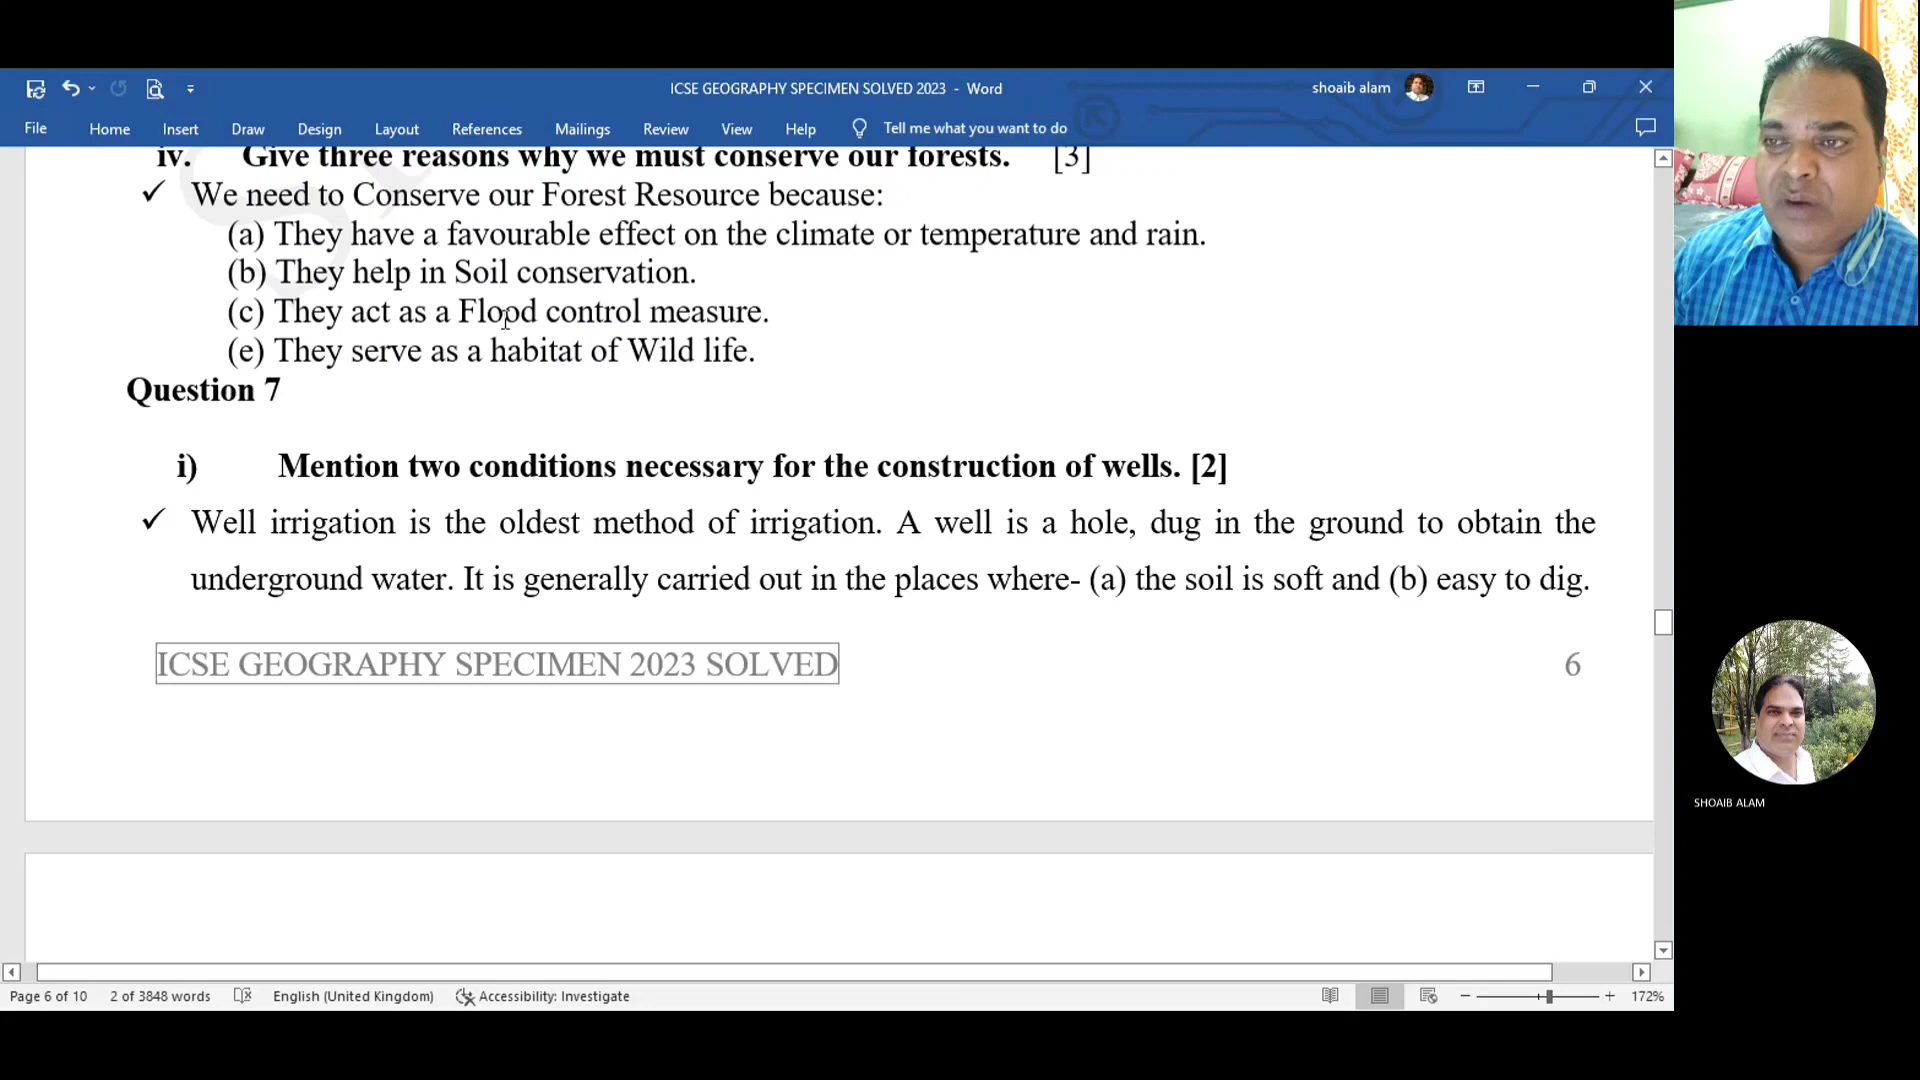 ICSE GEOGRAPHY SPECIMEN SOLVED 2023 - Word
shoaib alam
File Home Insert Draw Design Layout References Mailings Review View Help Tell me what you want to do
iv. Give three reasons why we must conserve our forests. [3]
✓ We need to Conserve our Forest Resource because:
(a) They have a favourable effect on the climate or temperature and rain.
(b) They help in Soil conservation.
(c) They act as a Flood control measure.
(e) They serve as a habitat of Wild life.
Question 7
i) Mention two conditions necessary for the construction of wells. [2]
✓ Well irrigation is the oldest method of irrigation. A well is a hole, dug in the ground to obtain the
underground water. It is generally carried out in the places where- (a) the soil is soft and (b) easy to dig.
ICSE GEOGRAPHY SPECIMEN 2023 SOLVED 6
SHOAIB ALAM
Page 6 of 10 2 of 3848 words English (United Kingdom) Accessibility: Investigate 172%